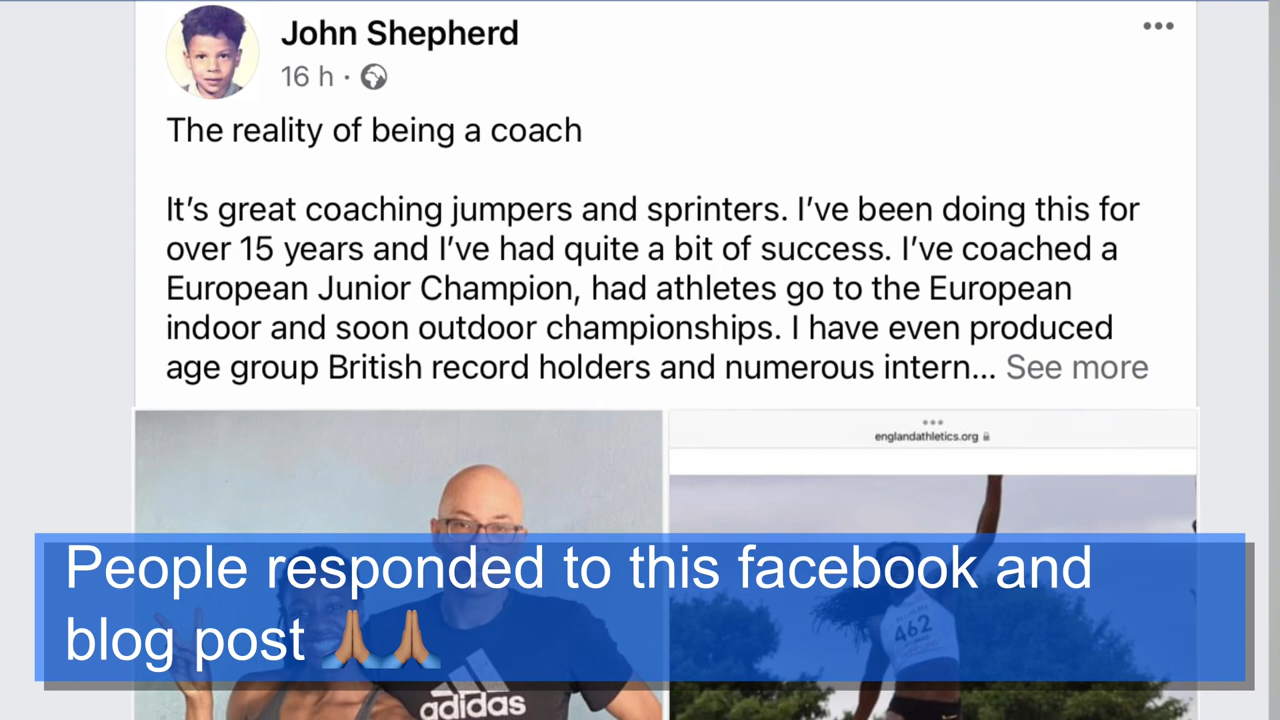 John Shepherd
16 h ·
The reality of being a coach
It’s great coaching jumpers and sprinters. I’ve been doing this for
over 15 years and I’ve had quite a bit of success. I’ve coached a
European Junior Champion, had athletes go to the European
indoor and soon outdoor championships. I have even produced
age group British record holders and numerous intern... See more
englandathletics.org
People responded to this facebook and
blog post 🙏🏽🙏🏽
462
adidas